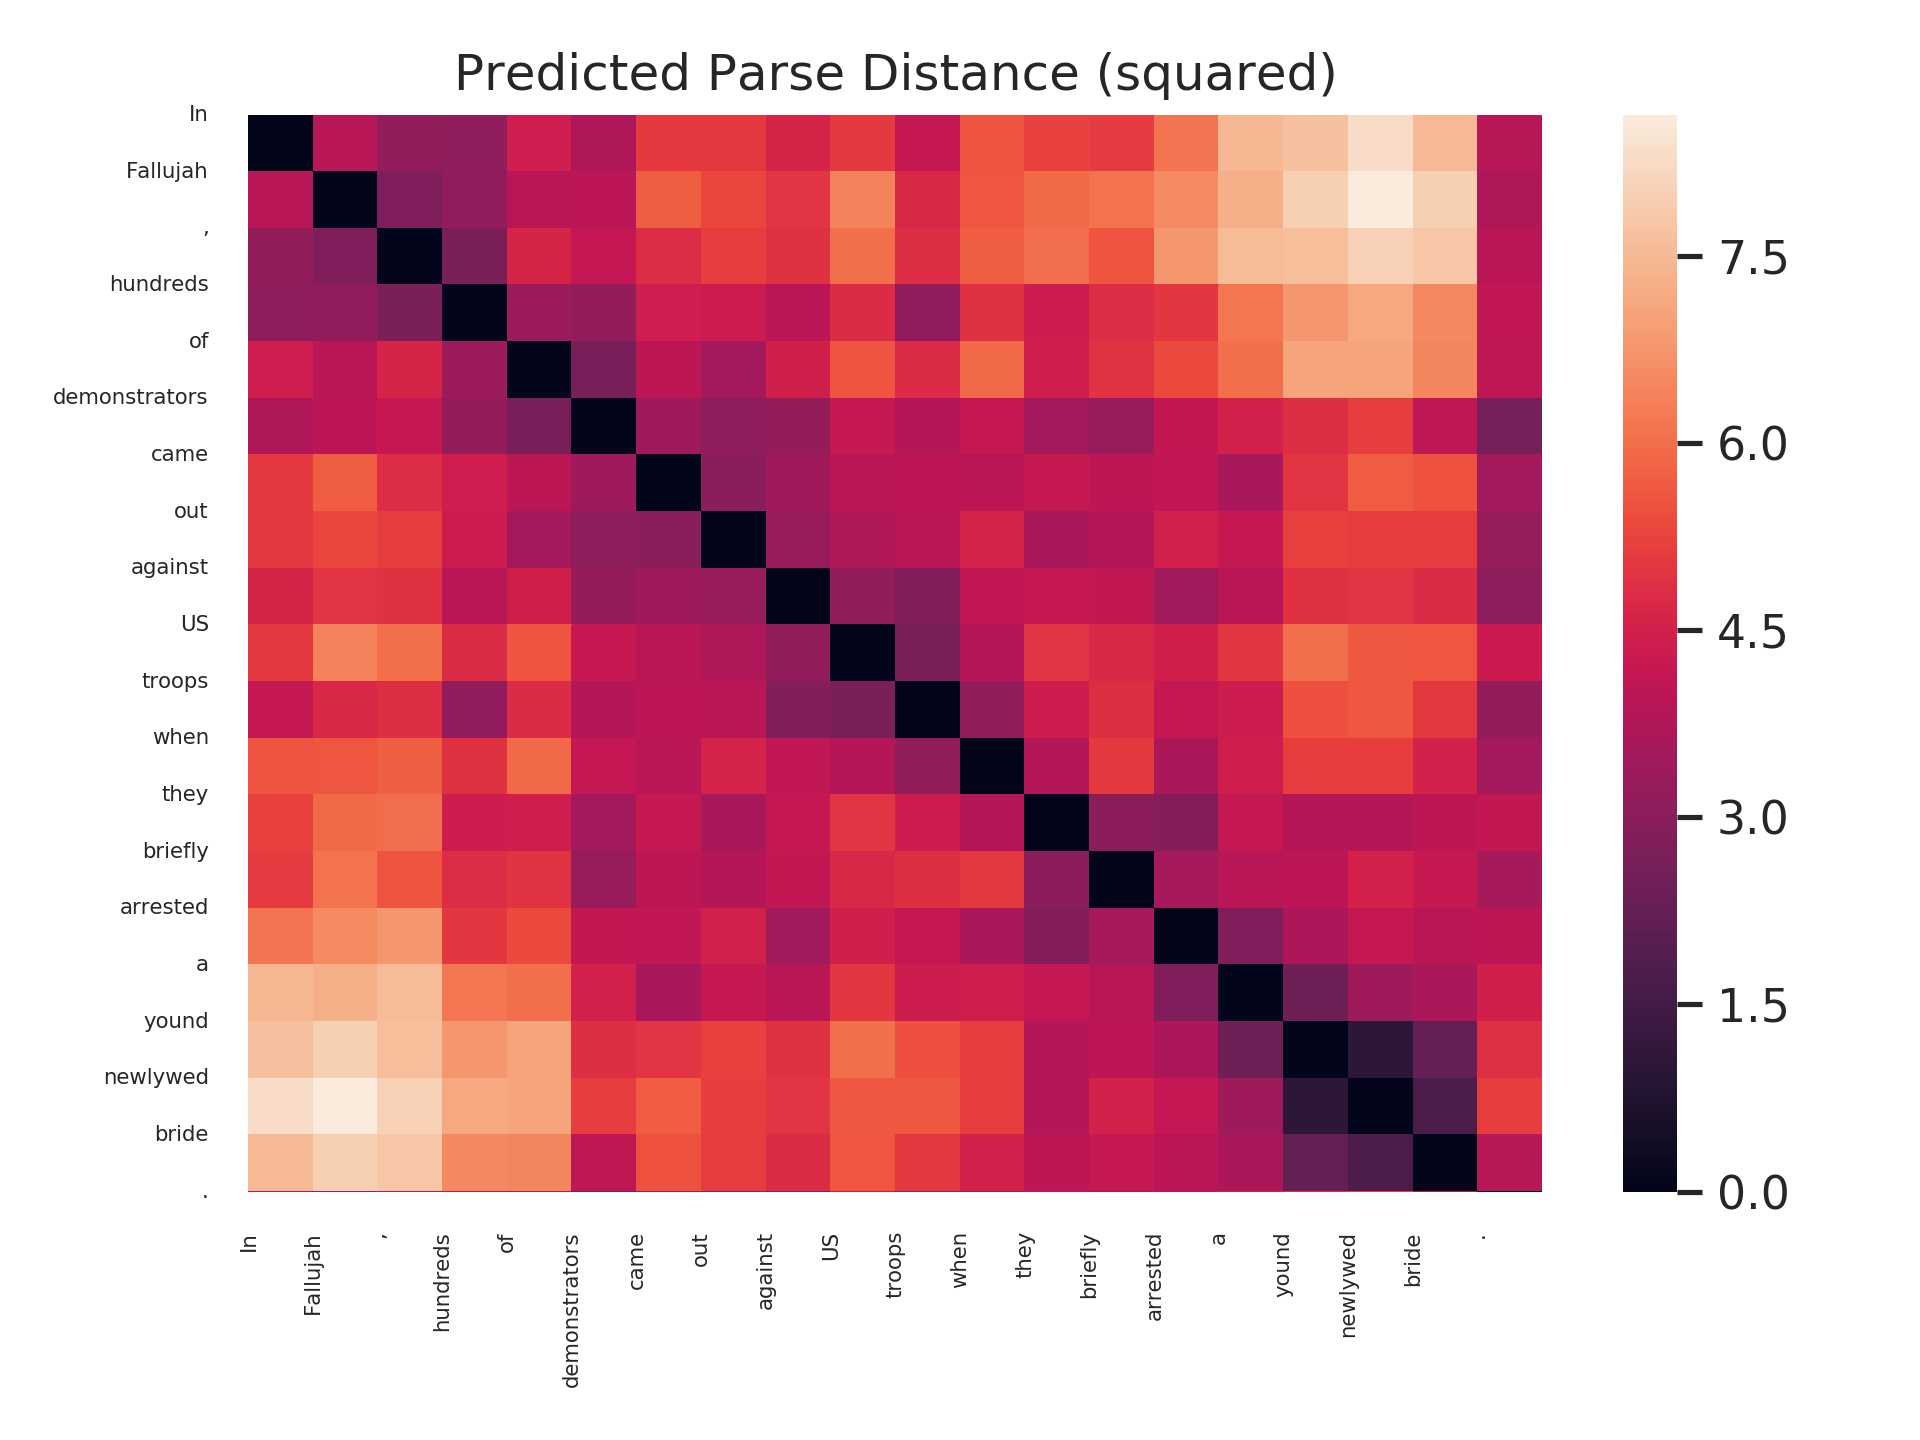 Predicted Parse Distance (squared)
In
Fallujah
,
hundreds
of
demonstrators
came
out
against
US
troops
when
they
briefly
arrested
a
yound
newlywed
bride
.
7.5
6.0
4.5
3.0
1.5
0.0
In
Fallujah
,
hundreds
of
demonstrators
came
out
against
US
troops
when
they
briefly
arrested
a
yound
newlywed
bride
.